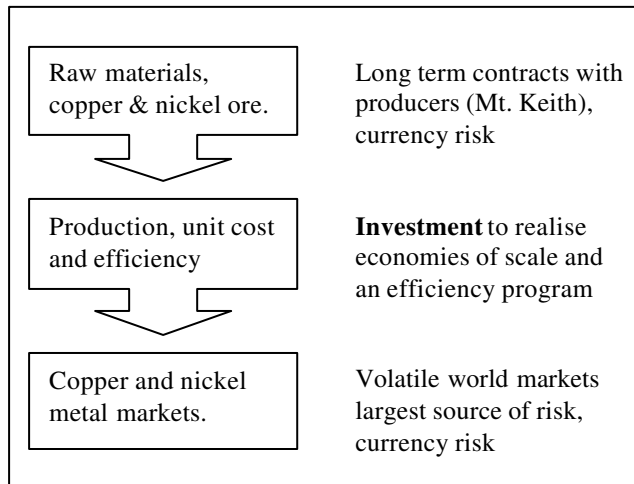 Raw materials,
copper & nickel ore.
Long term contracts with
producers (Mt. Keith),
currency risk
Production, unit cost
and efficiency
Investment to realise
economies of scale and
an efficiency program
Copper and nickel
metal markets.
Volatile world markets
largest source of risk,
currency risk